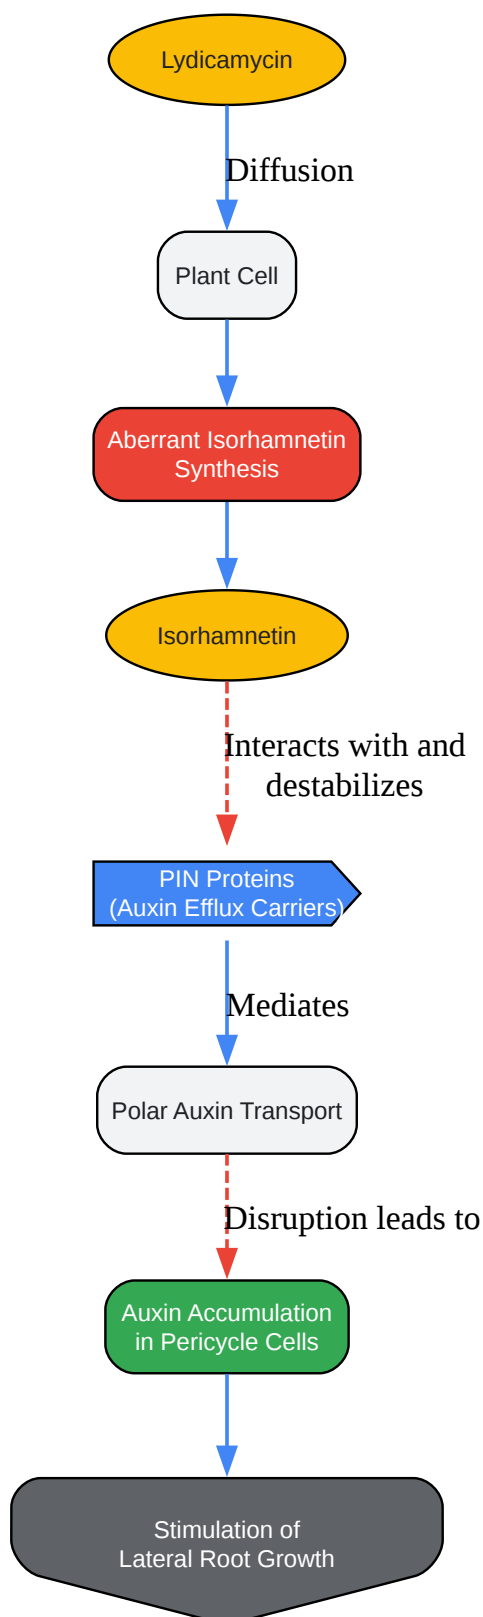 Lydicamycin
Diffusion
Plant Cell
Aberrant Isorhamnetin
Synthesis
Isorhamnetin
Interacts with and
destabilizes
PIN Proteins
(Auxin Efflux Carriers)
Mediates
Polar Auxin Transport
Disruption leads to
Auxin Accumulation
in Pericycle Cells
Stimulation of
Lateral Root Growth